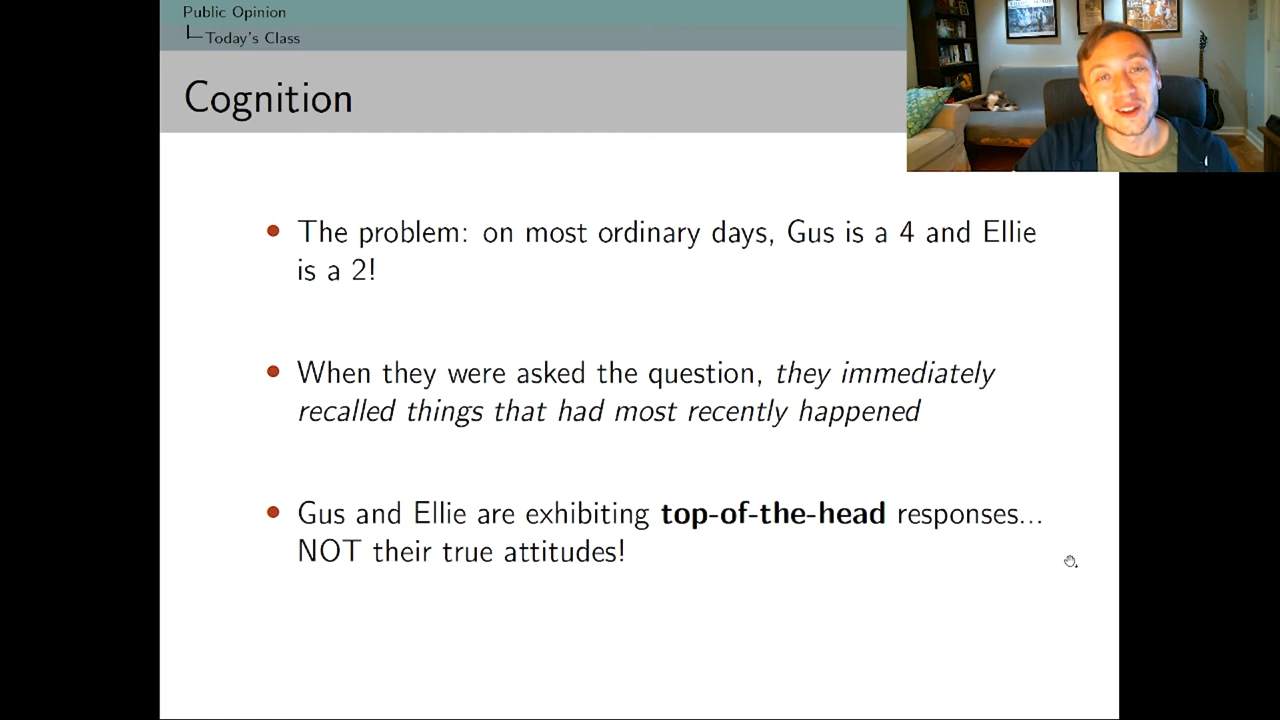 Public Opinion
Today's Class
Cognition
The problem: on most ordinary days, Gus is a 4 and Ellie
is a 2!
When they were asked the question, they immediately
recalled things that had most recently happened
Gus and Ellie are exhibiting top-of-the-head responses...
NOT their true attitudes!